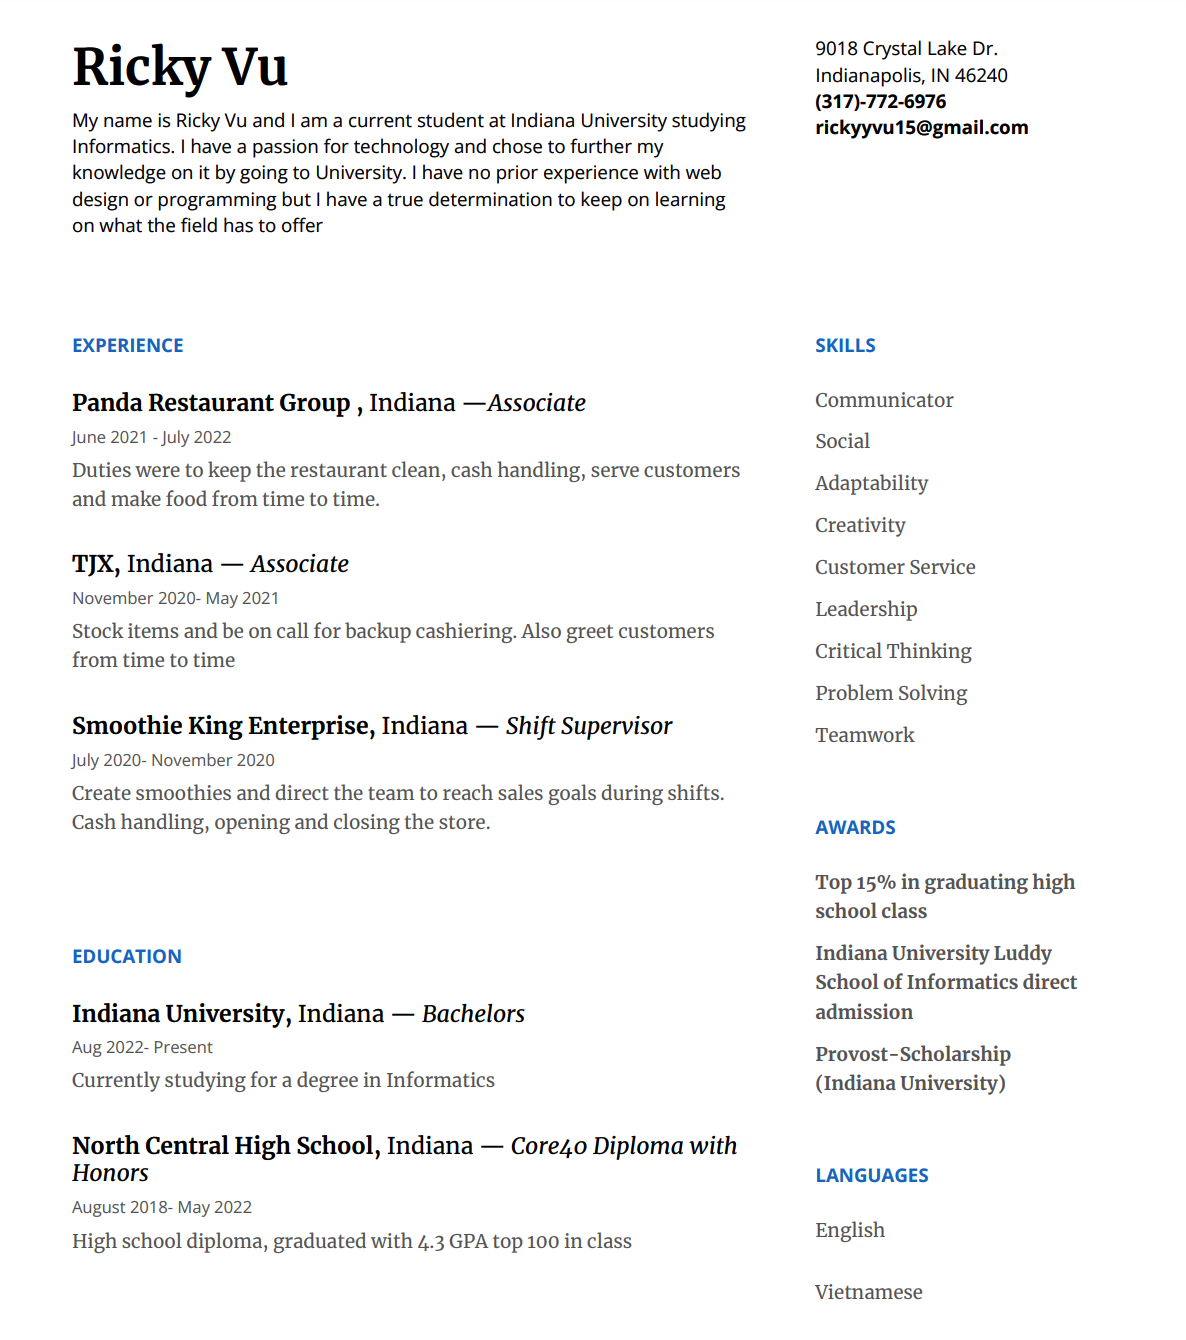 Ricky Vu
My name is Ricky Vu and I am a current student at Indiana University studying
Informatics. I have a passion for technology and chose to further my
knowledge on it by going to University. I have no prior experience with web
design or programming but I have a true determination to keep on learning
on what the field has to offer
9018 Crystal Lake Dr.
Indianapolis, IN 46240
(317)-772-6976
rickyyvu15@gmail.com
EXPERIENCE
Panda Restaurant Group , Indiana —Associate
June 2021 - July 2022
Duties were to keep the restaurant clean, cash handling, serve customers
and make food from time to time.
TJX, Indiana — Associate
November 2020- May 2021
Stock items and be on call for backup cashiering. Also greet customers
from time to time
Smoothie King Enterprise, Indiana — Shift Supervisor
July 2020- November 2020
Create smoothies and direct the team to reach sales goals during shifts.
Cash handling, opening and closing the store.
EDUCATION
Indiana University, Indiana — Bachelors
Aug 2022- Present
Currently studying for a degree in Informatics
North Central High School, Indiana — Core40 Diploma with
Honors
August 2018- May 2022
High school diploma, graduated with 4.3 GPA top 100 in class
SKILLS
Communicator
Social
Adaptability
Creativity
Customer Service
Leadership
Critical Thinking
Problem Solving
Teamwork
AWARDS
Top 15% in graduating high
school class
Indiana University Luddy
School of Informatics direct
admission
Provost-Scholarship
(Indiana University)
LANGUAGES
English
Vietnamese